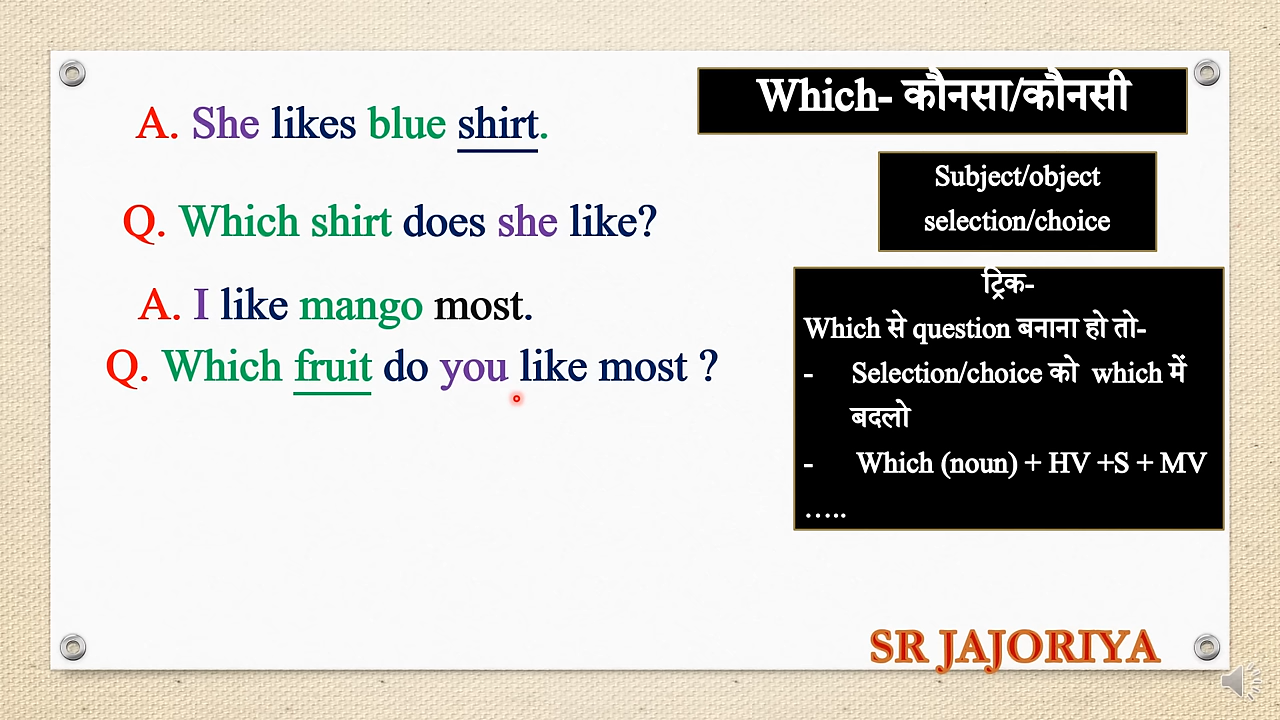 A. She likes blue shirt.
Q. Which shirt does she like?
A. I like mango most.
Q. Which fruit do you like most ?
Which- कौनसा/कौनसी
Subject/object
selection/choice
ट्रिक-
Which से question बनाना हो तो-
- Selection/choice को which में
बदलो
- Which (noun) + HV +S + MV
.....
SR JAJORIYA